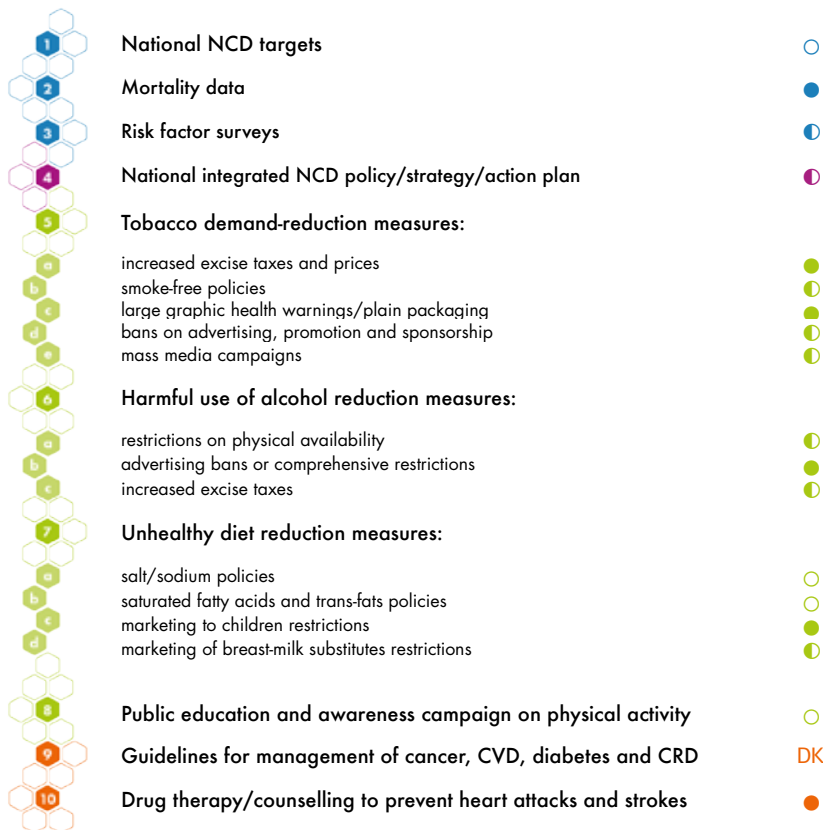 1 National NCD targets ○
2 Mortality data ●
3 Risk factor surveys ◐
4 National integrated NCD policy/strategy/action plan ◐
5 Tobacco demand-reduction measures:
a increased excise taxes and prices ●
b smoke-free policies ◐
c large graphic health warnings/plain packaging ●
d bans on advertising, promotion and sponsorship ◐
e mass media campaigns ◐
6 Harmful use of alcohol reduction measures:
a restrictions on physical availability ◐
b advertising bans or comprehensive restrictions ●
c increased excise taxes ◐
7 Unhealthy diet reduction measures:
a salt/sodium policies ○
b saturated fatty acids and trans-fats policies ○
c marketing to children restrictions ●
d marketing of breast-milk substitutes restrictions ◐
8 Public education and awareness campaign on physical activity ○
9 Guidelines for management of cancer, CVD, diabetes and CRD DK
10 Drug therapy/counselling to prevent heart attacks and strokes ●